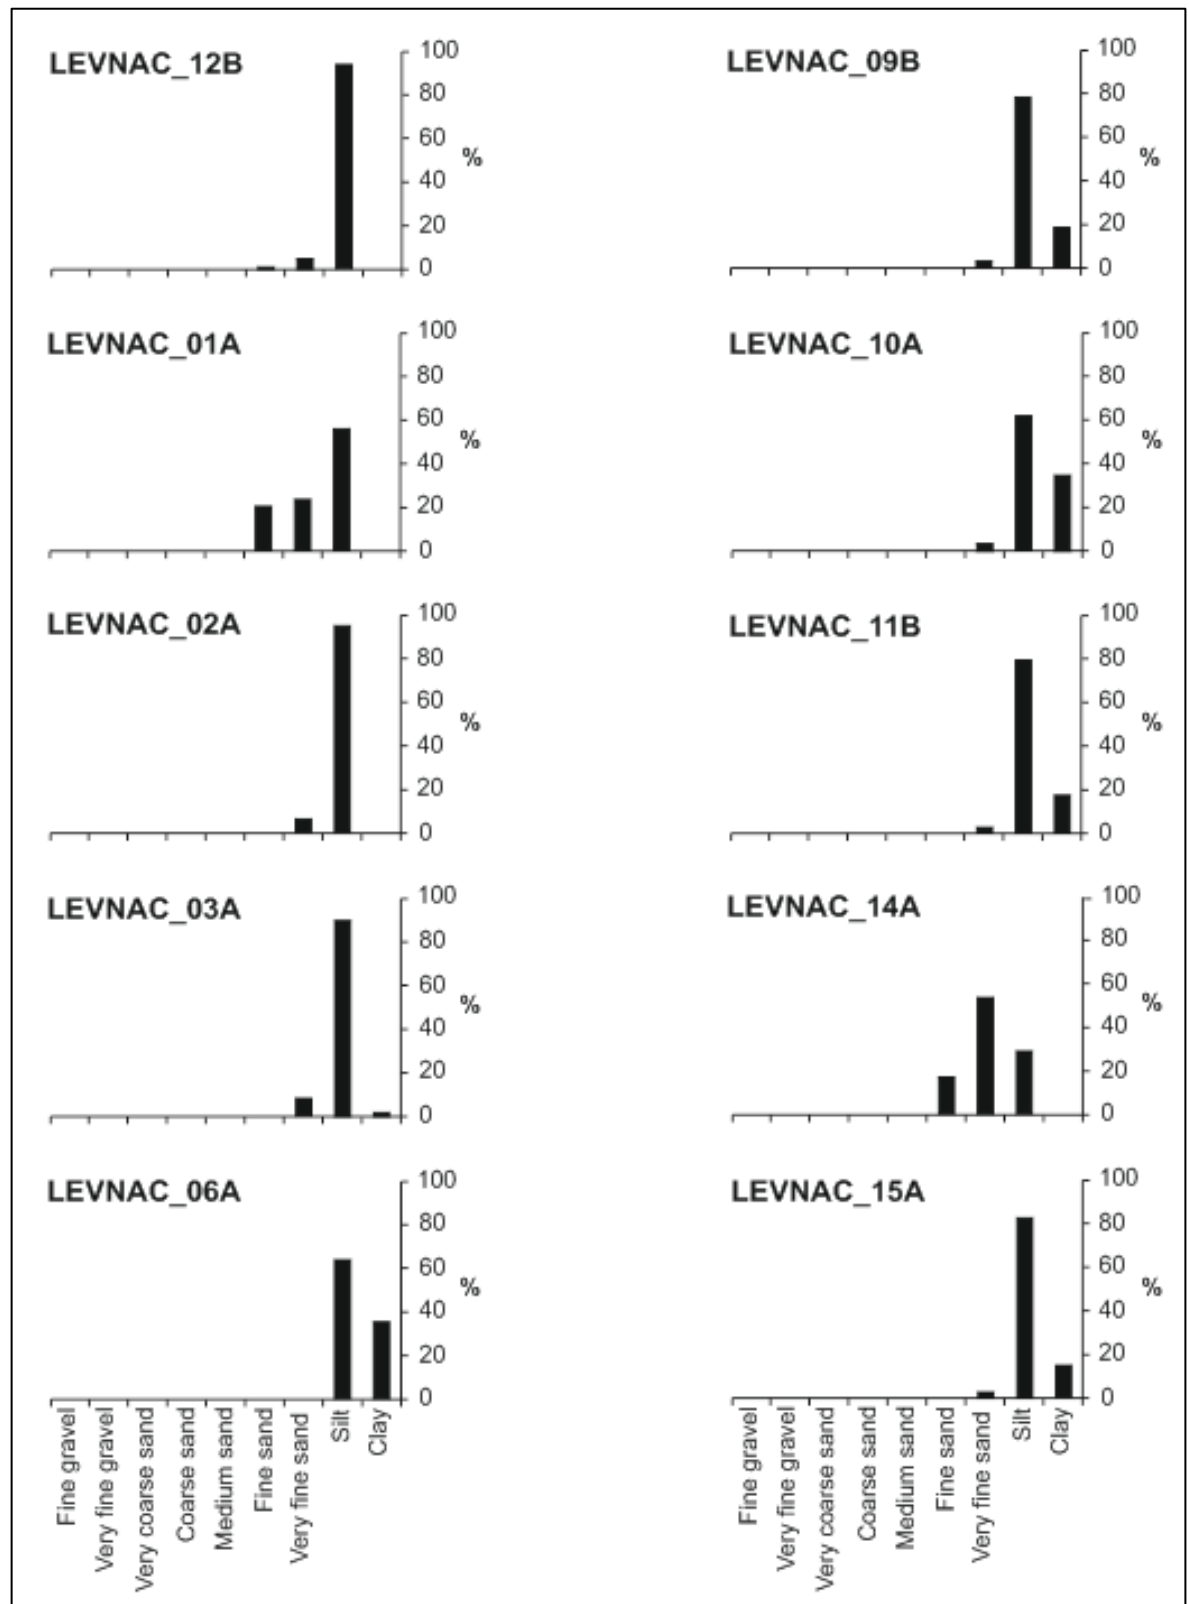 LEVNAC_12B
100
80
60
40
20
0
%
LEVNAC_01A
100
80
60
40
20
0
%
LEVNAC_02A
100
80
60
40
20
0
%
LEVNAC_03A
100
80
60
40
20
0
%
LEVNAC_06A
100
80
60
40
20
0
%
Fine gravel
Very fine gravel
Very coarse sand
Coarse sand
Medium sand
Fine sand
Very fine sand
Silt
Clay
LEVNAC_09B
100
80
60
40
20
0
%
LEVNAC_10A
100
80
60
40
20
0
%
LEVNAC_11B
100
80
60
40
20
0
%
LEVNAC_14A
100
80
60
40
20
0
%
LEVNAC_15A
100
80
60
40
20
0
%
Fine gravel
Very fine gravel
Very coarse sand
Coarse sand
Medium sand
Fine sand
Very fine sand
Silt
Clay